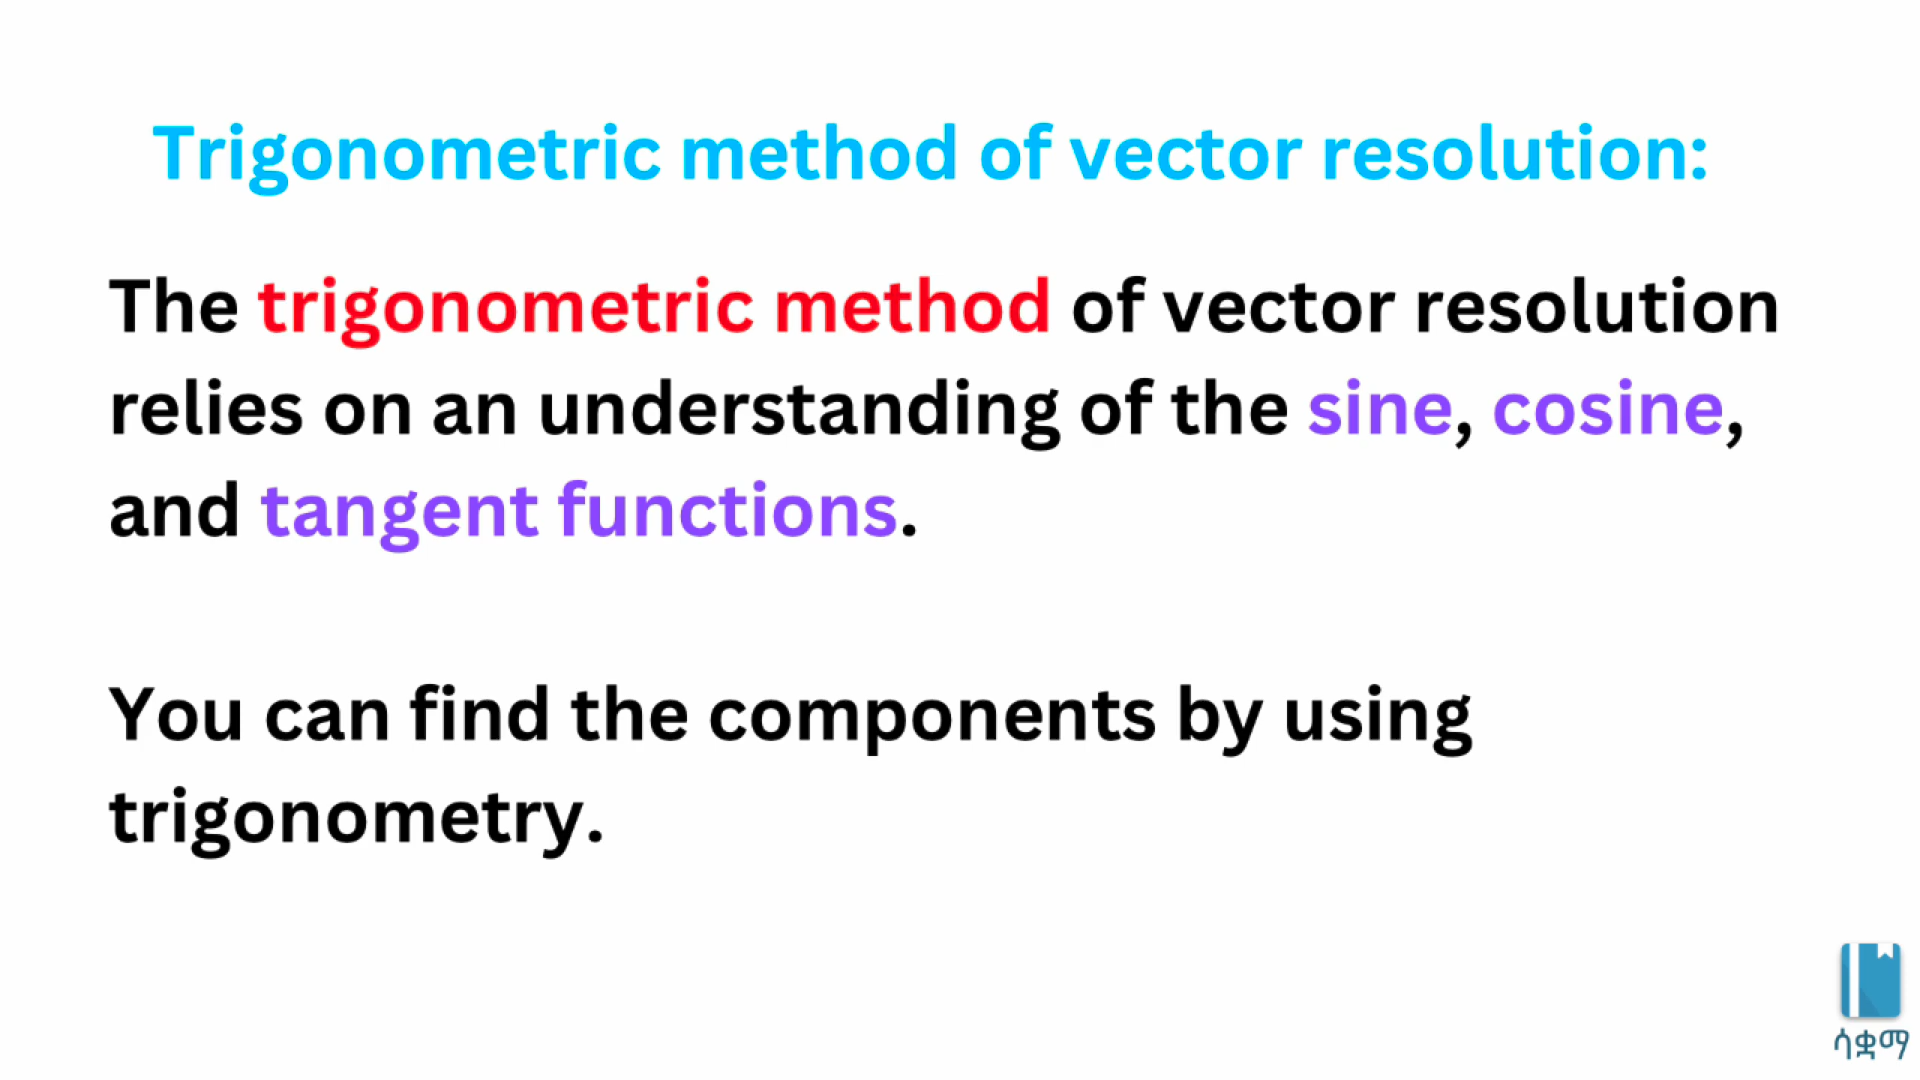 Trigonometric method of vector resolution:
The trigonometric method of vector resolution
relies on an understanding of the sine, cosine,
and tangent functions.
You can find the components by using
trigonometry.
ሳቋማ